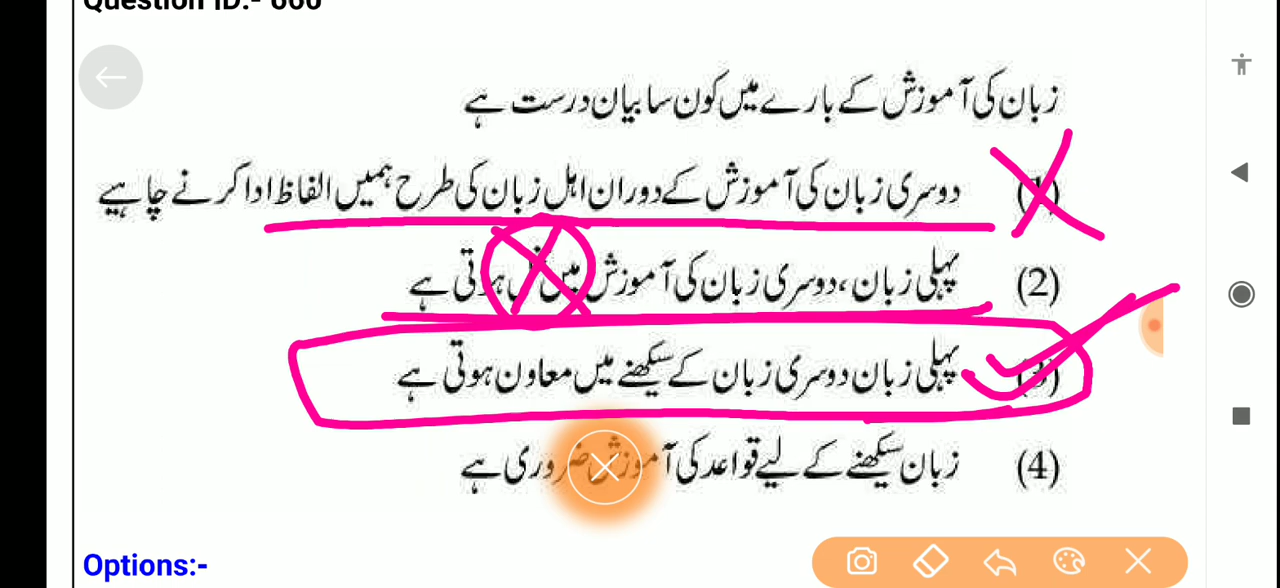 زبان کی آموزش کے بارے میں کون سا بیان درست ہے
(1) دوسری زبان کی آموزش کے دوران اہل زبان کی طرح ہمیں الفاظ ادا کرنے چاہیے
(2) پہلی زبان، دوسری زبان کی آموزش میں ہوتی ہے
(3) پہلی زبان دوسری زبان کے سیکھنے میں معاون ہوتی ہے
(4) زبان سیکھنے کے لیے قواعد کی آموزش ضروری ہے
Options:-